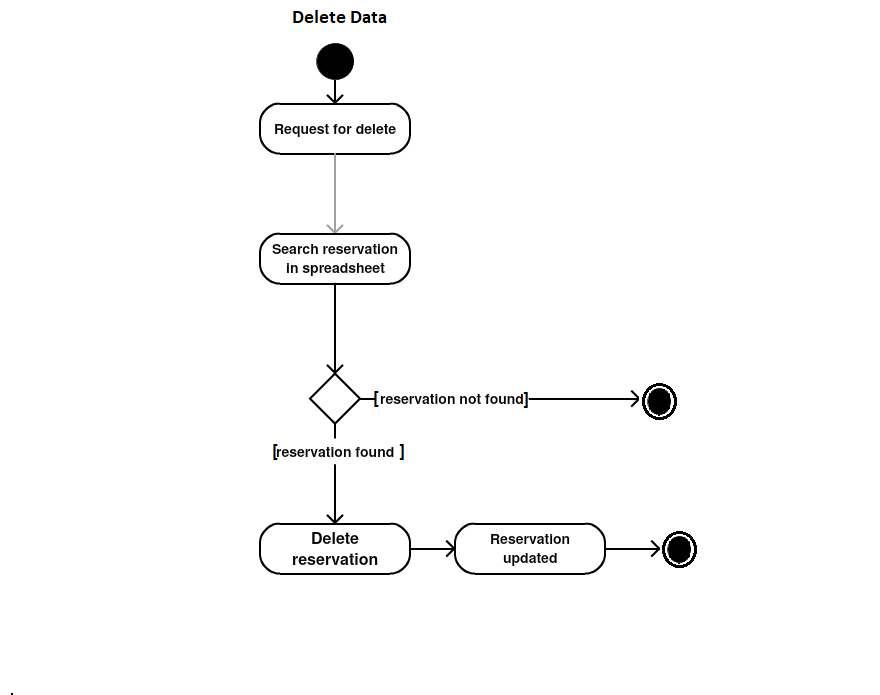 Delete Data
Request for delete
Search reservation
in spreadsheet
[reservation not found]
[reservation found ]
Delete
reservation
Reservation
updated
.